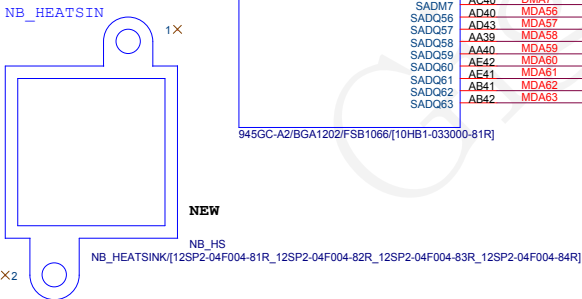 NB_HEATSIN
1
SADM7
SADQ56 AD40 MDA56
SADQ57 AD43 MDA57
SADQ58 AA39 MDA58
SADQ59 AA40 MDA59
SADQ60 AE42 MDA60
SADQ61 AE41 MDA61
SADQ62 AB41 MDA62
SADQ63 AB42 MDA63
945GC-A2/BGA1202/FSB1066/[10HB1-033000-81R]
NEW
NB_HS
NB_HEATSINK/[12SP2-04F004-81R_12SP2-04F004-82R_12SP2-04F004-83R_12SP2-04F004-84R]
2